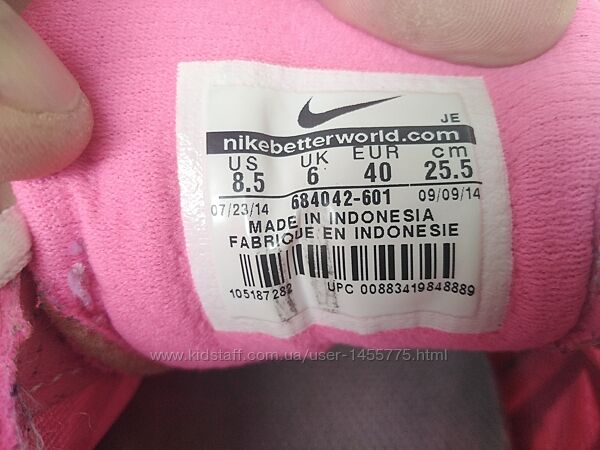 JE
nikebetterworld.com
US UK EUR cm
8.5 6 40 25.5
07/23/14 684042-601 09/09/14
MADE IN INDONESIA
FABRIQUE EN INDONESIE
105187282 UPC 00883419848889
www.kidstaff.com.ua/user-1455775.html